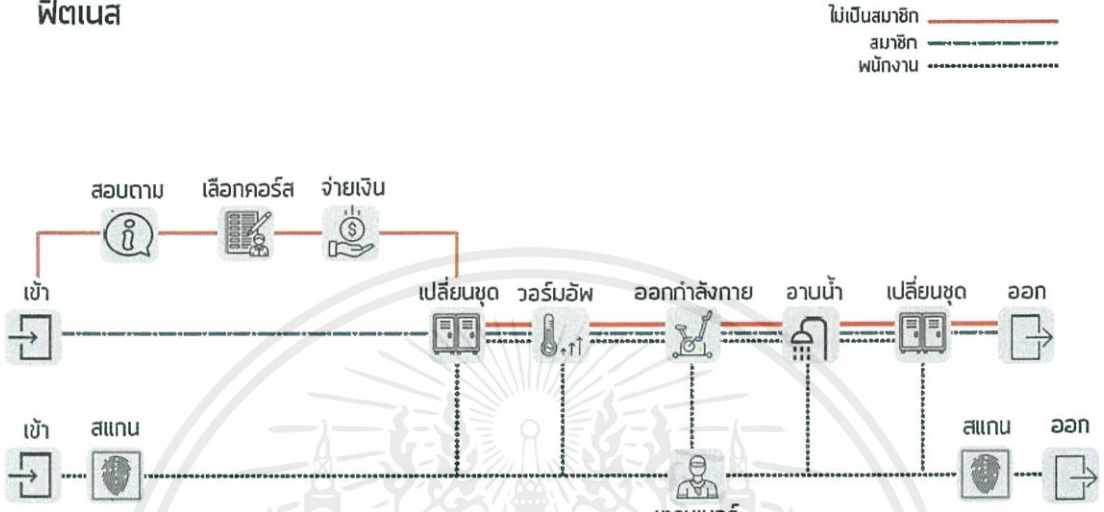 ฟิตเนส
ไม่เป็นสมาชิก
สมาชิก
พนักงาน
สอบถาม เลือกคอร์ส จ่ายเงิน
เข้า เปลี่ยนชุด วอร์มอัพ ออกกำลังกาย อาบน้ำ เปลี่ยนชุด ออก
เข้า สแกน สแกน ออก